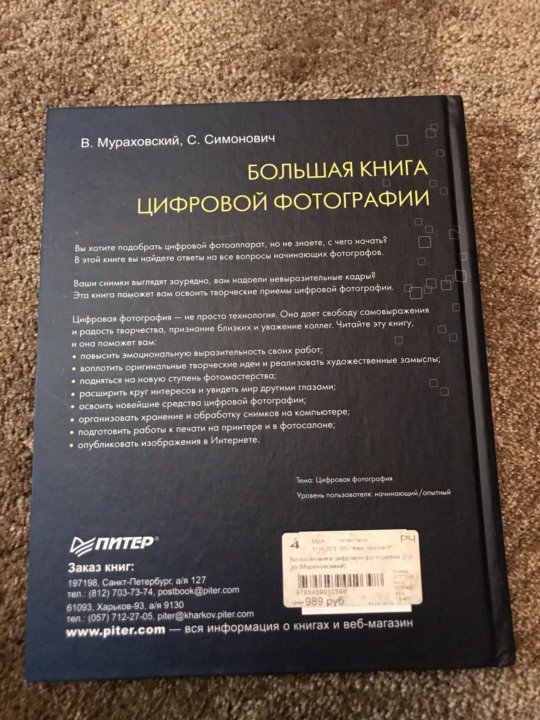 В. Мураховский, С. Симонович
БОЛЬШАЯ КНИГА
ЦИФРОВОЙ ФОТОГРАФИИ
Вы хотите подобрать цифровой фотоаппарат, но не знаете, с чего начать?
В этой книге вы найдете ответы на все вопросы начинающих фотографов.
Ваши снимки выглядят заурядно, вам надоели невыразительные кадры?
Эта книга поможет вам освоить творческие приемы цифровой фотографии.
Цифровая фотография — не просто технология. Она дает свободу самовыражения
и радость творчества, признание близких и уважение коллег. Читайте эту книгу,
и она поможет вам:
• повысить эмоциональную выразительность своих работ;
• воплотить оригинальные творческие идеи и реализовать художественные замыслы;
• подняться на новую ступень фотомастерства;
• расширить круг интересов и увидеть мир другими глазами;
• освоить новейшие средства цифровой фотографии;
• организовать хранение и обработку снимков на компьютере;
• подготовить работы к печати на принтере и в фотосалоне;
• опубликовать изображения в Интернете.
Тема: Цифровая фотография
Уровень пользователя: начинающий/опытный
ПИТЕР
Заказ книг:
197198, Санкт-Петербург, а/я 127
тел.: (812) 703-73-74, postbook@piter.com
61093, Харьков-93, а/я 9130
тел.: (057) 712-27-05, piter@kharkov.piter.com
www.piter.com — вся информация о книгах и веб-магазин
4
РЧ
Большая книга цифровой фотографии
(Мураховский)
Цена 989 руб